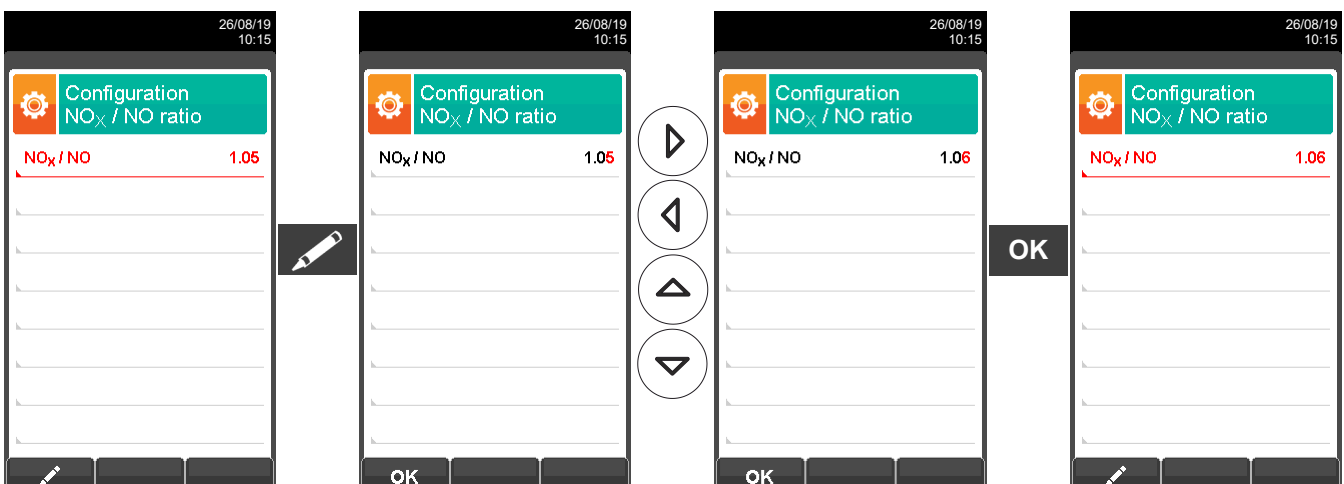 26/08/19
10:15
Configuration
NOX / NO ratio
NOX / NO 1.05
26/08/19
10:15
Configuration
NOX / NO ratio
NOX / NO 1.05
OK
26/08/19
10:15
Configuration
NOX / NO ratio
NOX / NO 1.06
OK
OK
26/08/19
10:15
Configuration
NOX / NO ratio
NOX / NO 1.06